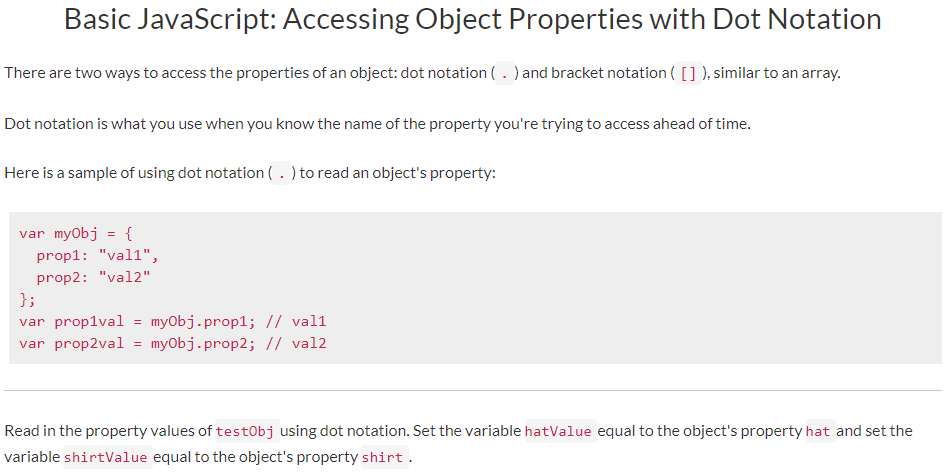 Basic JavaScript: Accessing Object Properties with Dot Notation
There are two ways to access the properties of an object: dot notation ( . ) and bracket notation ( [] ), similar to an array.
Dot notation is what you use when you know the name of the property you're trying to access ahead of time.
Here is a sample of using dot notation ( . ) to read an object's property:
var myObj = {
  prop1: "val1",
  prop2: "val2"
};
var prop1val = myObj.prop1; // val1
var prop2val = myObj.prop2; // val2
Read in the property values of testObj using dot notation. Set the variable hatValue equal to the object's property hat and set the
variable shirtValue equal to the object's property shirt .